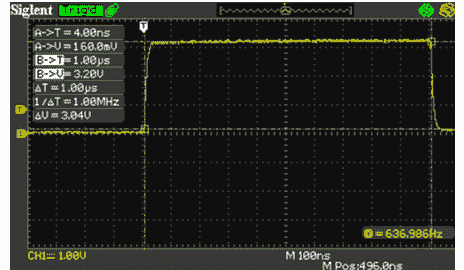 Siglent Trig'd
A->T=4.00ns
A->V=160.0mV
B->T=1.00μs
B->V=3.20V
ΔT=1.00μs
1/ΔT=1.00MHz
ΔV=3.04V
T
T
=636.986Hz
CH1= 1.00V
M 100ns
M Pos:496.0ns